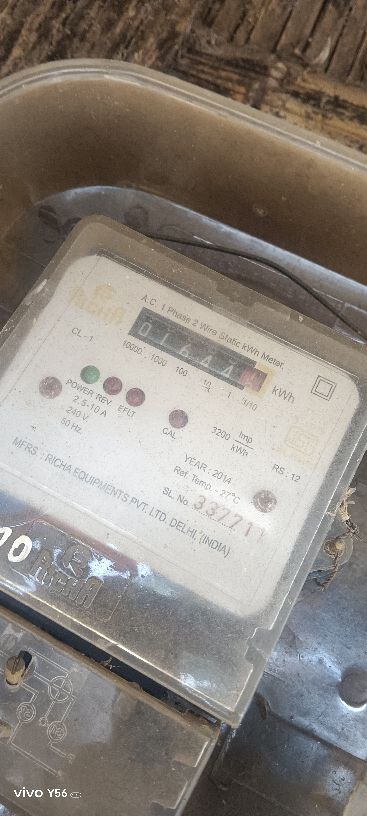 RICHA
A.C. 1 Phase 2 Wire Static kWh Meter.
01644
kWh
CL-1
10000 1000 100 10 1 1/10
POWER REV EFLT
2.5-10 A
240 V
50 Hz.
CAL
3200 Imp
kWh
YEAR : 2014
RS : 12
Ref. Temp. - 27°C
SL. No.
MFRS : RICHA EQUIPMENTS PVT. LTD. DELHI, (INDIA)
RICHA
vivo Y56